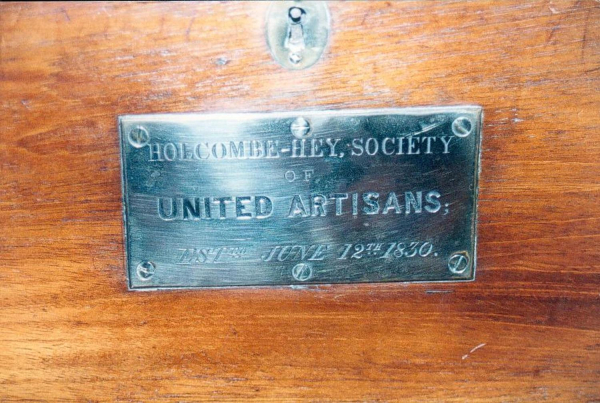 HOLCOMBE-HEY, SOCIETY
OF
UNITED ARTISANS,
ESTD. JUNE 12TH 1830.